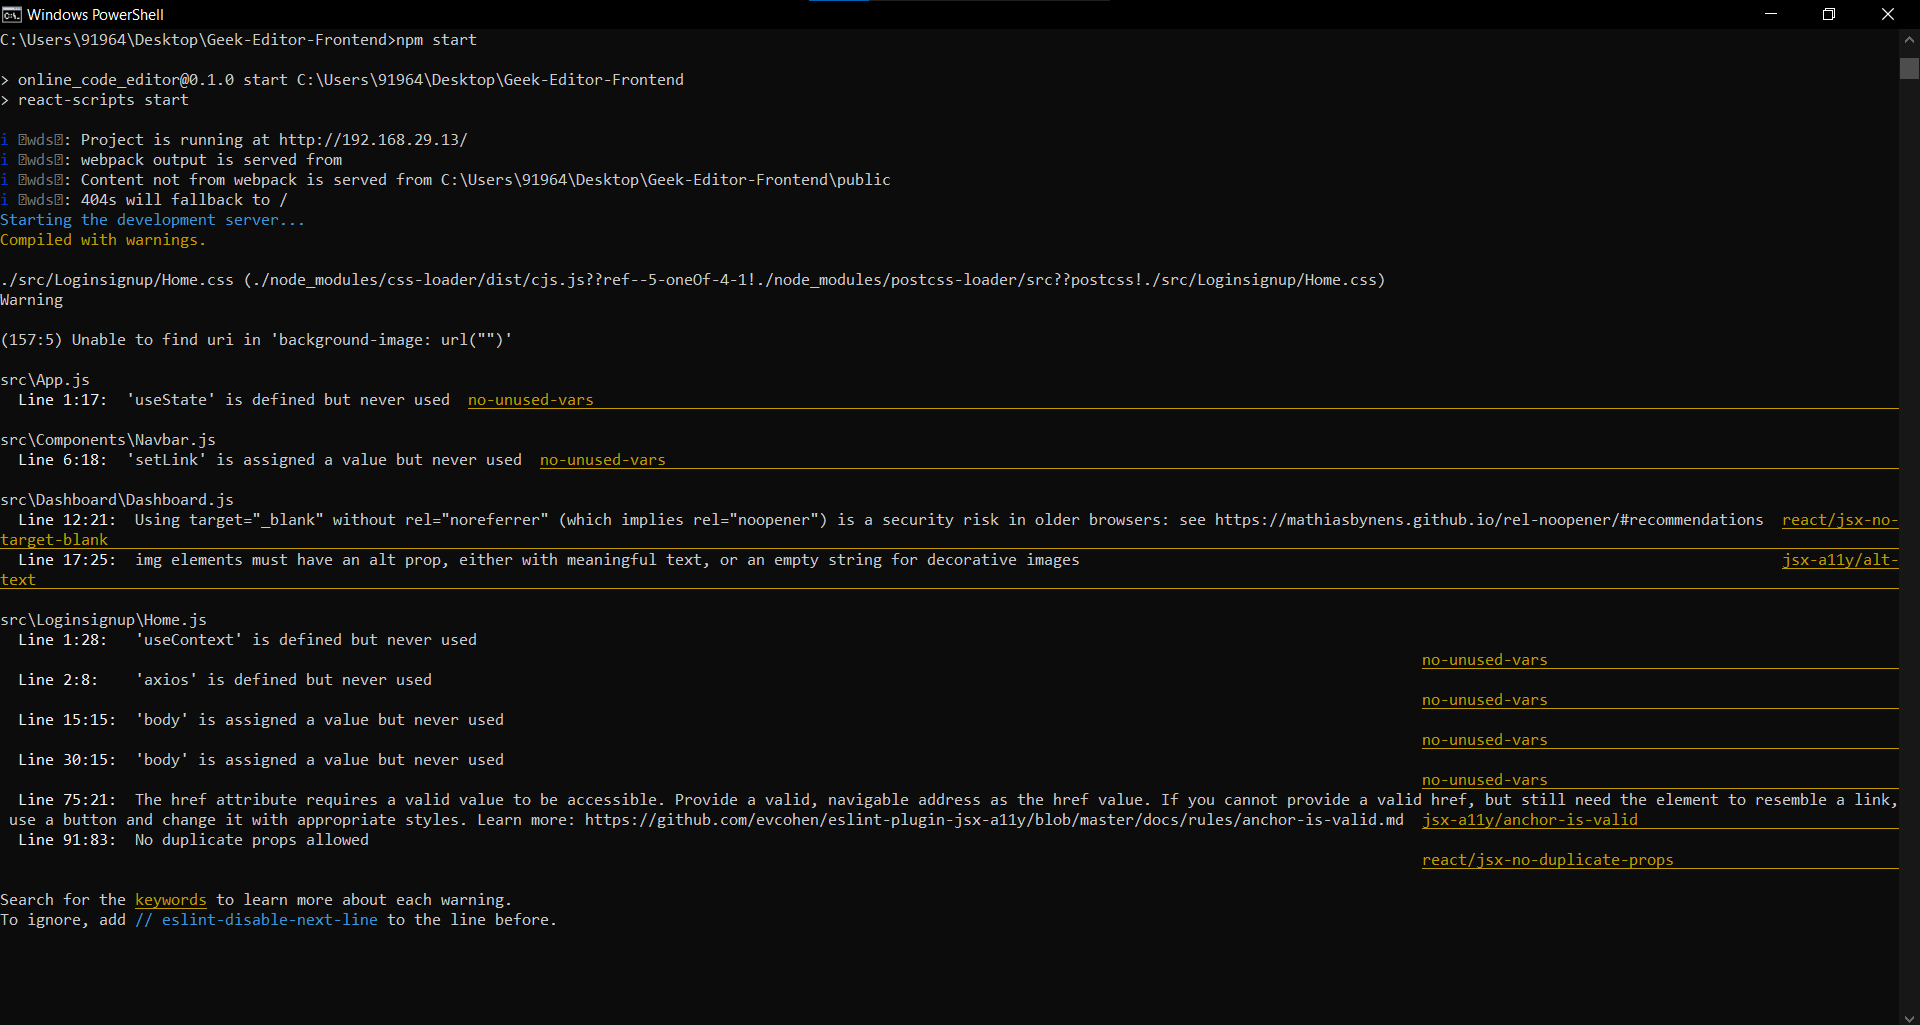 Windows PowerShell
C:\Users\91964\Desktop\Geek-Editor-Frontend>npm start
> online_code_editor@0.1.0 start C:\Users\91964\Desktop\Geek-Editor-Frontend
> react-scripts start
i ⍰wds⍰: Project is running at http://192.168.29.13/
i ⍰wds⍰: webpack output is served from
i ⍰wds⍰: Content not from webpack is served from C:\Users\91964\Desktop\Geek-Editor-Frontend\public
i ⍰wds⍰: 404s will fallback to /
Starting the development server...
Compiled with warnings.
./src/Loginsignup/Home.css (./node_modules/css-loader/dist/cjs.js??ref--5-oneOf-4-1!./node_modules/postcss-loader/src??postcss!./src/Loginsignup/Home.css)
Warning
(157:5) Unable to find uri in 'background-image: url("")'
src\App.js
Line 1:17:  'useState' is defined but never used  no-unused-vars
src\Components\Navbar.js
Line 6:18:  'setLink' is assigned a value but never used  no-unused-vars
src\Dashboard\Dashboard.js
Line 12:21:  Using target="_blank" without rel="noreferrer" (which implies rel="noopener") is a security risk in older browsers: see https://mathiasbynens.github.io/rel-noopener/#recommendations  react/jsx-no-
target-blank
Line 17:25:  img elements must have an alt prop, either with meaningful text, or an empty string for decorative images  jsx-a11y/alt-
text
src\Loginsignup\Home.js
Line 1:28:   'useContext' is defined but never used
no-unused-vars
Line 2:8:    'axios' is defined but never used
no-unused-vars
Line 15:15:  'body' is assigned a value but never used
no-unused-vars
Line 30:15:  'body' is assigned a value but never used
no-unused-vars
Line 75:21:  The href attribute requires a valid value to be accessible. Provide a valid, navigable address as the href value. If you cannot provide a valid href, but still need the element to resemble a link,
use a button and change it with appropriate styles. Learn more: https://github.com/evcohen/eslint-plugin-jsx-a11y/blob/master/docs/rules/anchor-is-valid.md  jsx-a11y/anchor-is-valid
Line 91:83:  No duplicate props allowed
react/jsx-no-duplicate-props
Search for the keywords to learn more about each warning.
To ignore, add // eslint-disable-next-line to the line before.